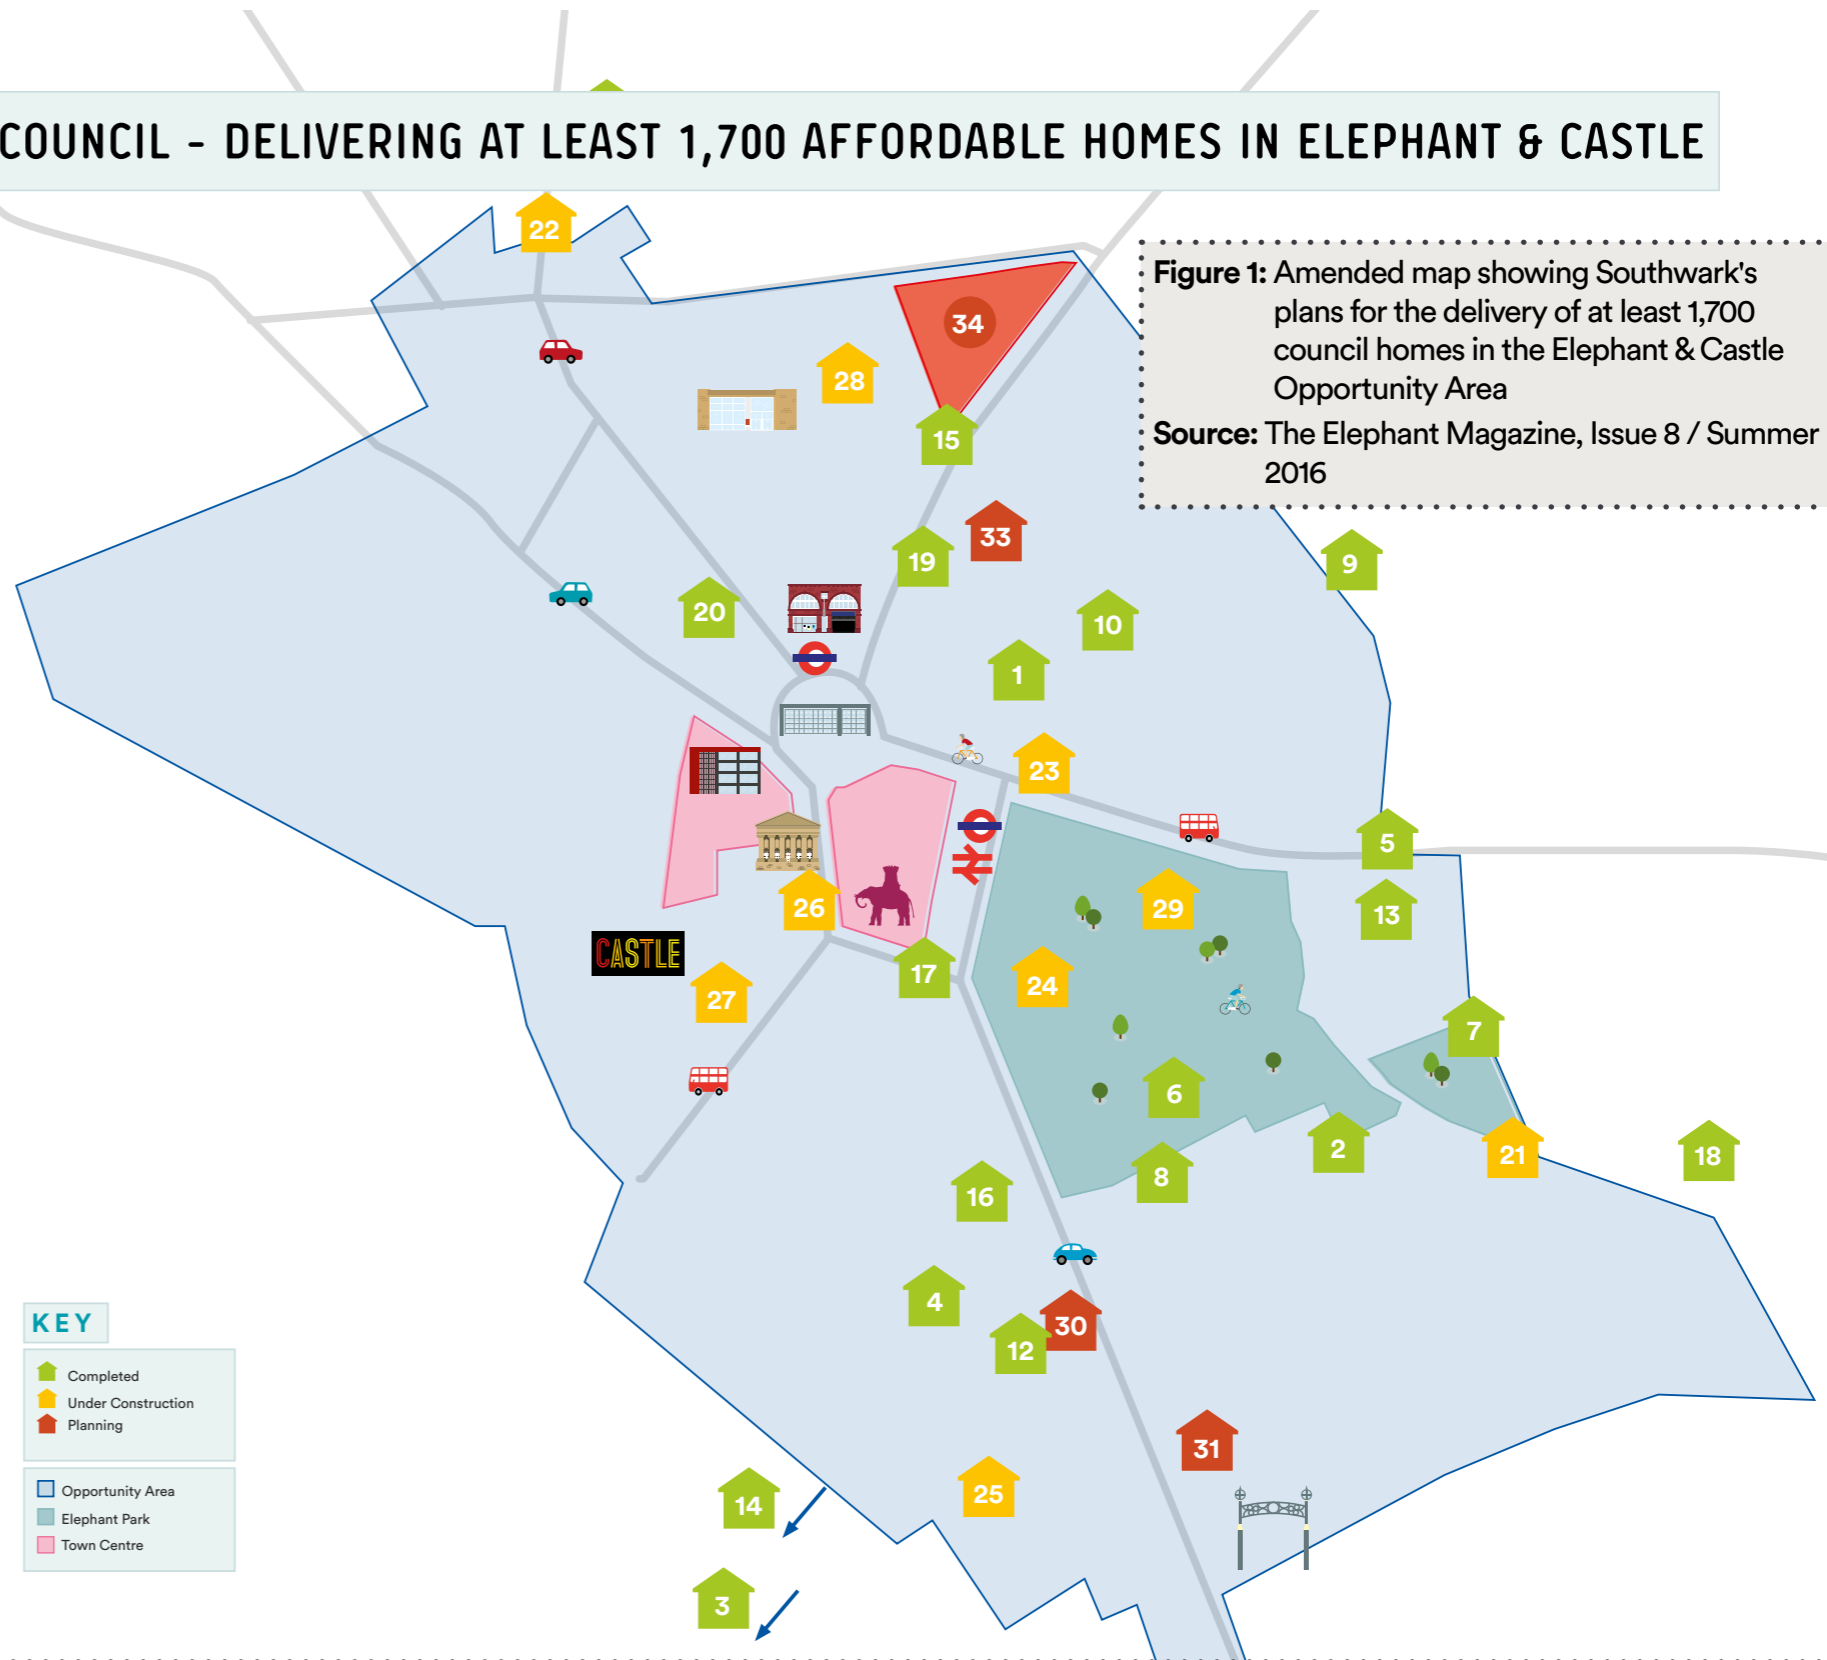 COUNCIL - DELIVERING AT LEAST 1,700 AFFORDABLE HOMES IN ELEPHANT & CASTLE
22
Figure 1: Amended map showing Southwark's
plans for the delivery of at least 1,700
council homes in the Elephant & Castle
Opportunity Area
Source: The Elephant Magazine, Issue 8 / Summer
2016
34
28
15
33
19
9
20
10
1
23
5
26
29
13
CASTLE
17
24
27
7
6
2
21
18
8
16
4
30
12
31
25
14
3
KEY
Completed
Under Construction
Planning
Opportunity Area
Elephant Park
Town Centre